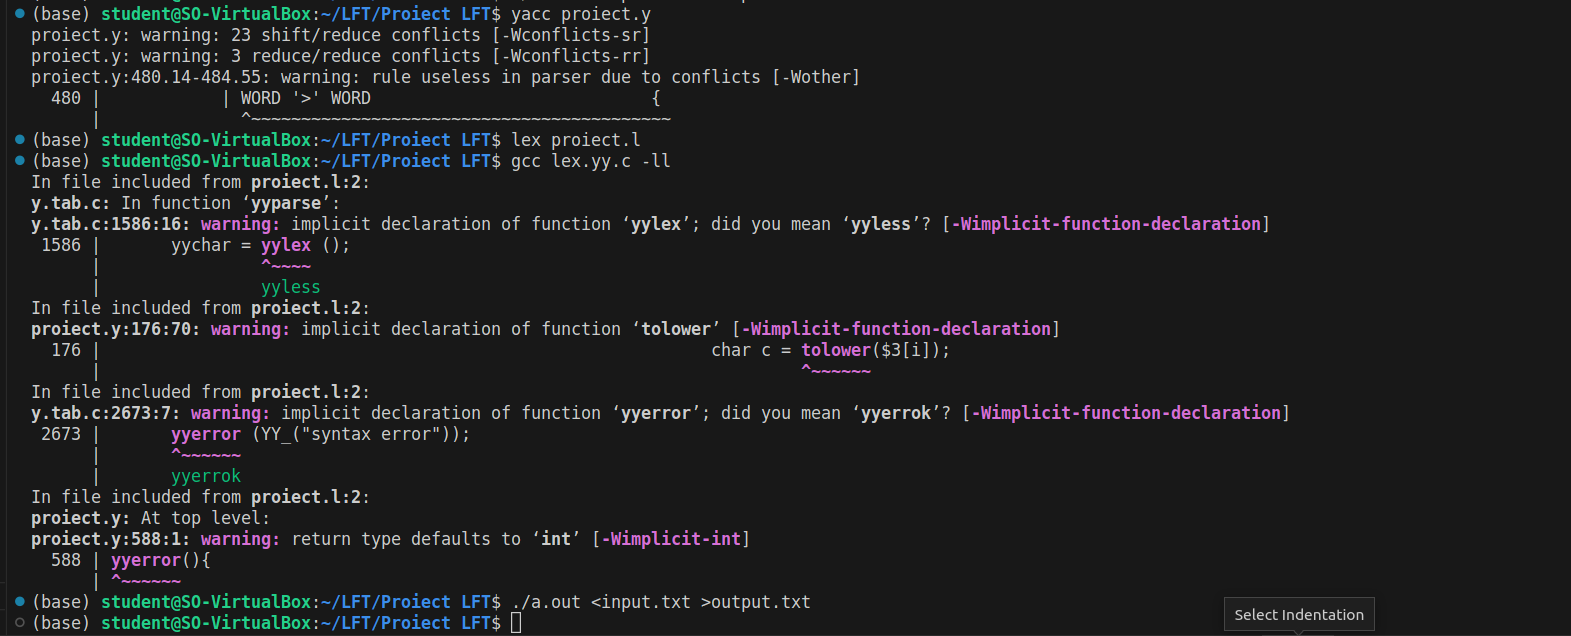 (base) student@SO-VirtualBox:~/LFT/Proiect LFT$ yacc proiect.y
proiect.y: warning: 23 shift/reduce conflicts [-Wconflicts-sr]
proiect.y: warning: 3 reduce/reduce conflicts [-Wconflicts-rr]
proiect.y:480.14-484.55: warning: rule useless in parser due to conflicts [-Wother]
  480 |            | WORD '>' WORD                            {
      |              ^~~~~~~~~~~~~~~~~~~~~~~~~~~~~~~~~~~~~~~~~~~
(base) student@SO-VirtualBox:~/LFT/Proiect LFT$ lex proiect.l
(base) student@SO-VirtualBox:~/LFT/Proiect LFT$ gcc lex.yy.c -ll
In file included from proiect.l:2:
y.tab.c: In function ‘yyparse’:
y.tab.c:1586:16: warning: implicit declaration of function ‘yylex’; did you mean ‘yyless’? [-Wimplicit-function-declaration]
 1586 |       yychar = yylex ();
      |                ^~~~~
      |                yyless
In file included from proiect.l:2:
proiect.y:176:70: warning: implicit declaration of function ‘tolower’ [-Wimplicit-function-declaration]
  176 |                                                             char c = tolower($3[i]);
      |                                                                      ^~~~~~~
In file included from proiect.l:2:
y.tab.c:2673:7: warning: implicit declaration of function ‘yyerror’; did you mean ‘yyerrok’? [-Wimplicit-function-declaration]
 2673 |       yyerror (YY_("syntax error"));
      |       ^~~~~~~
      |       yyerrok
In file included from proiect.l:2:
proiect.y: At top level:
proiect.y:588:1: warning: return type defaults to ‘int’ [-Wimplicit-int]
  588 | yyerror(){
      | ^~~~~~~
(base) student@SO-VirtualBox:~/LFT/Proiect LFT$ ./a.out <input.txt >output.txt
(base) student@SO-VirtualBox:~/LFT/Proiect LFT$
Select Indentation